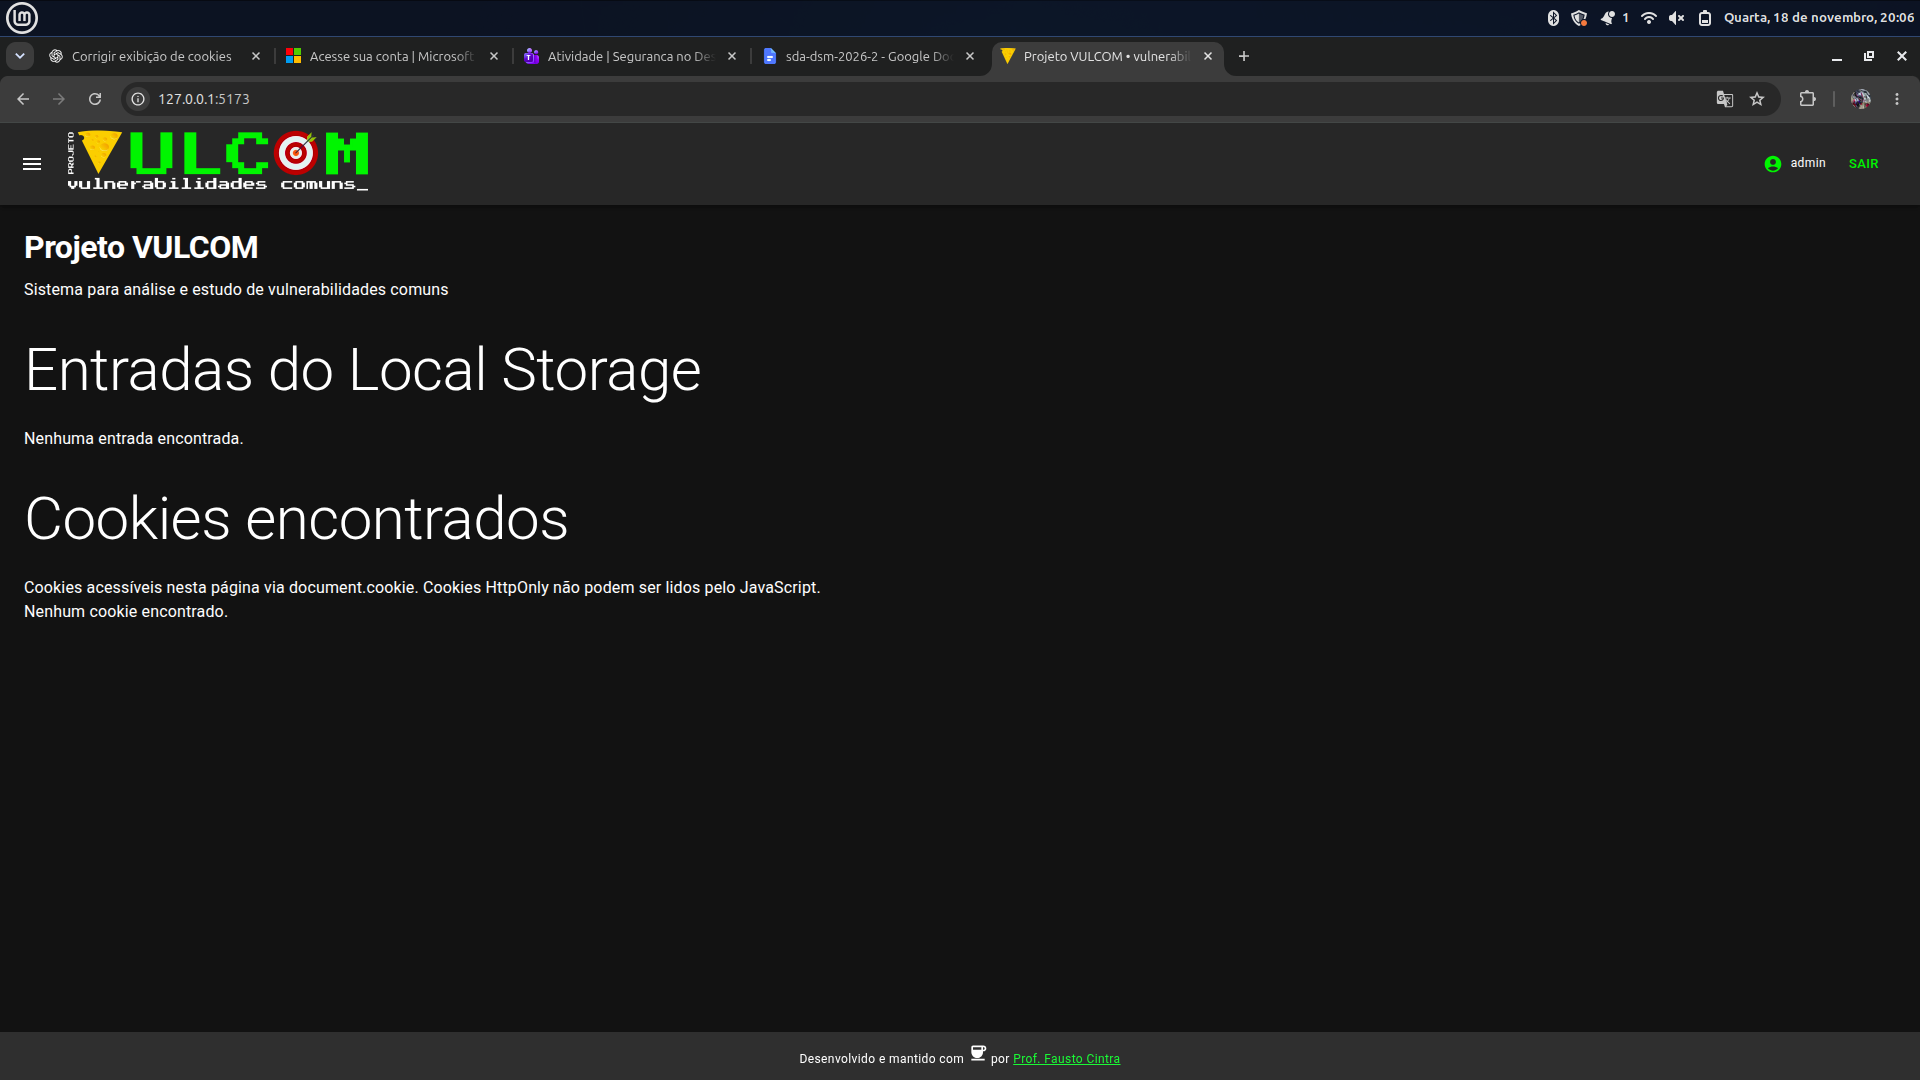 Quarta, 18 de novembro, 20:06
1
Corrigir exibição de cookies
Acesse sua conta | Microsoft
Atividade | Seguranca no Des
sda-dsm-2026-2 - Google Do
Projeto VULCOM • vulnerabil
127.0.0.1:5173
PROJETO
VULCOM
vulnerabilidades comuns_
admin
SAIR
Projeto VULCOM
Sistema para análise e estudo de vulnerabilidades comuns
Entradas do Local Storage
Nenhuma entrada encontrada.
Cookies encontrados
Cookies acessíveis nesta página via document.cookie. Cookies HttpOnly não podem ser lidos pelo JavaScript.
Nenhum cookie encontrado.
Desenvolvido e mantido com por Prof. Fausto Cintra